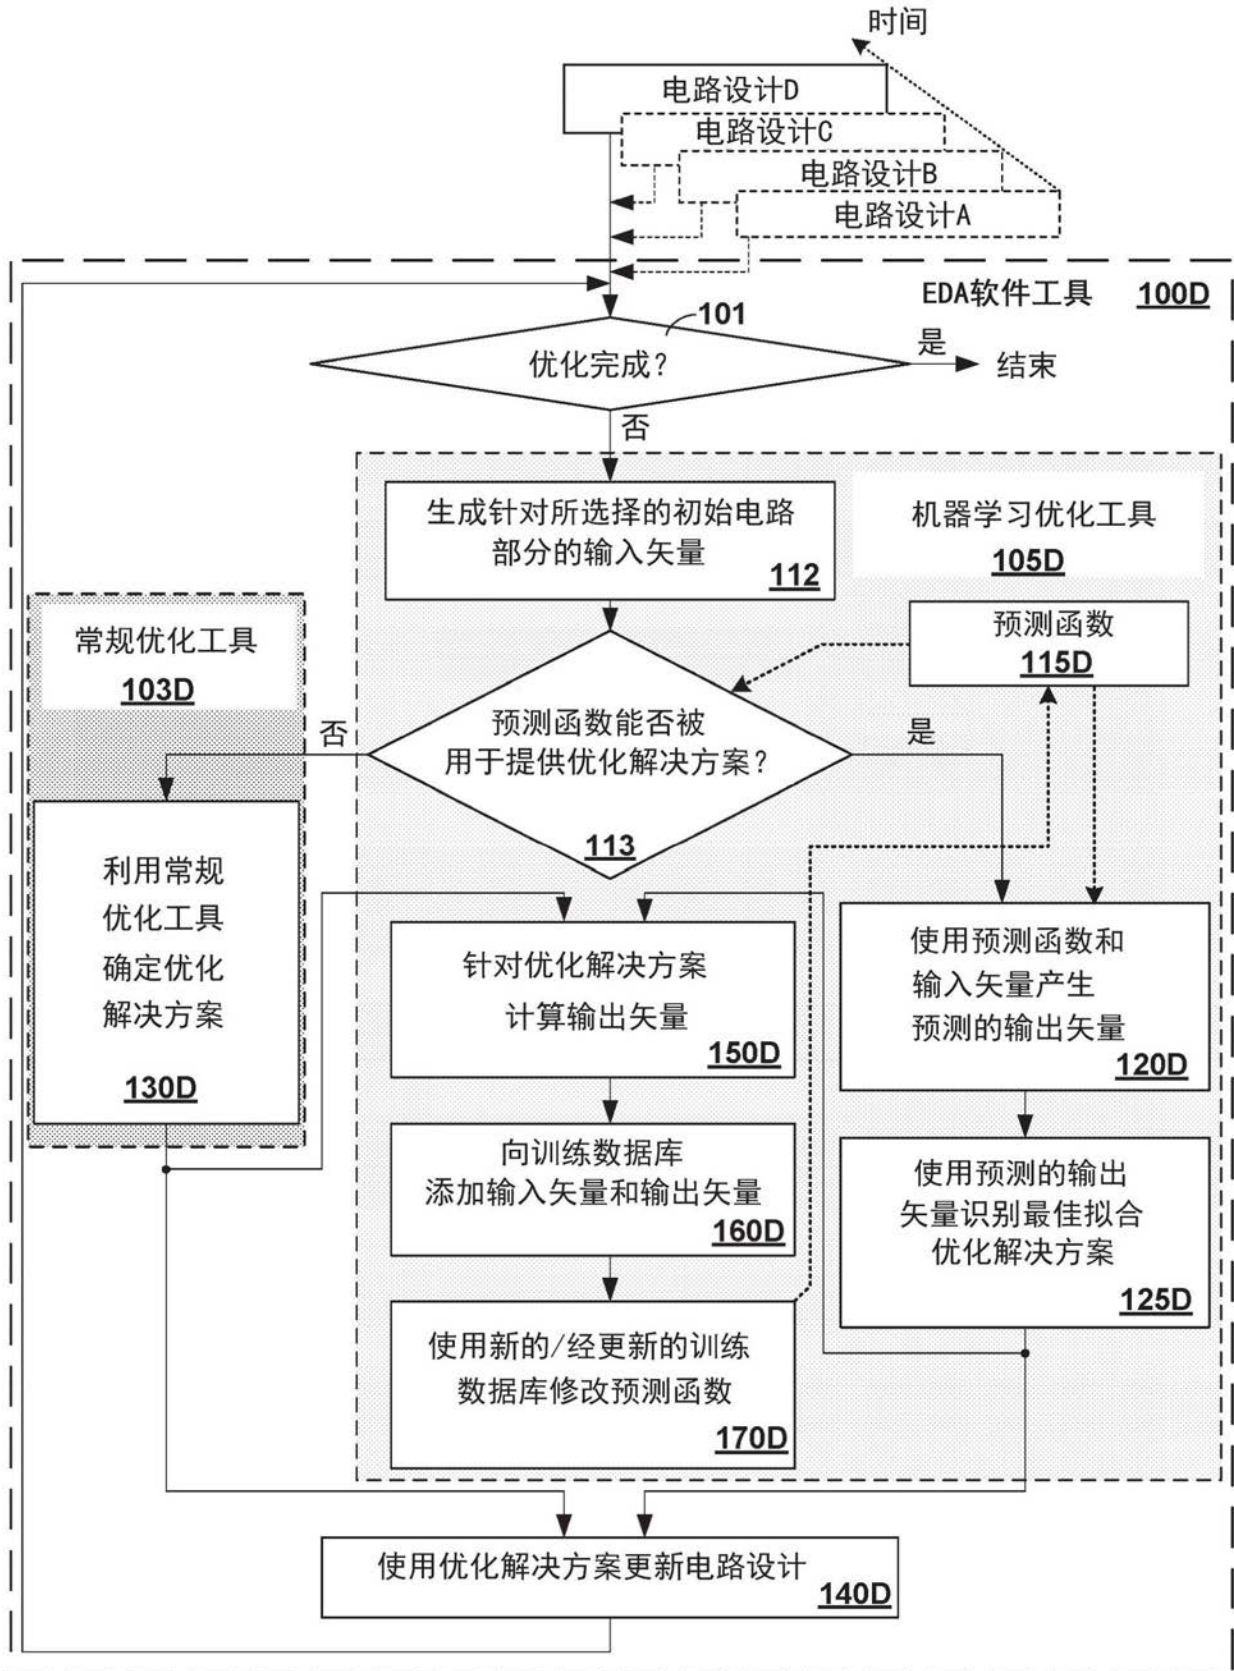 时间
电路设计D
电路设计C
电路设计B
电路设计A
EDA软件工具 100D
101
优化完成?
是
结束
否
生成针对所选择的初始电路
部分的输入矢量
112
机器学习优化工具
105D
常规优化工具
103D
预测函数
115D
预测函数能否被
用于提供优化解决方案?
113
否
是
利用常规
优化工具
确定优化
解决方案
130D
针对优化解决方案
计算输出矢量
150D
使用预测函数和
输入矢量产生
预测的输出矢量
120D
向训练数据库
添加输入矢量和输出矢量
160D
使用预测的输出
矢量识别最佳拟合
优化解决方案
125D
使用新的/经更新的训练
数据库修改预测函数
170D
使用优化解决方案更新电路设计
140D